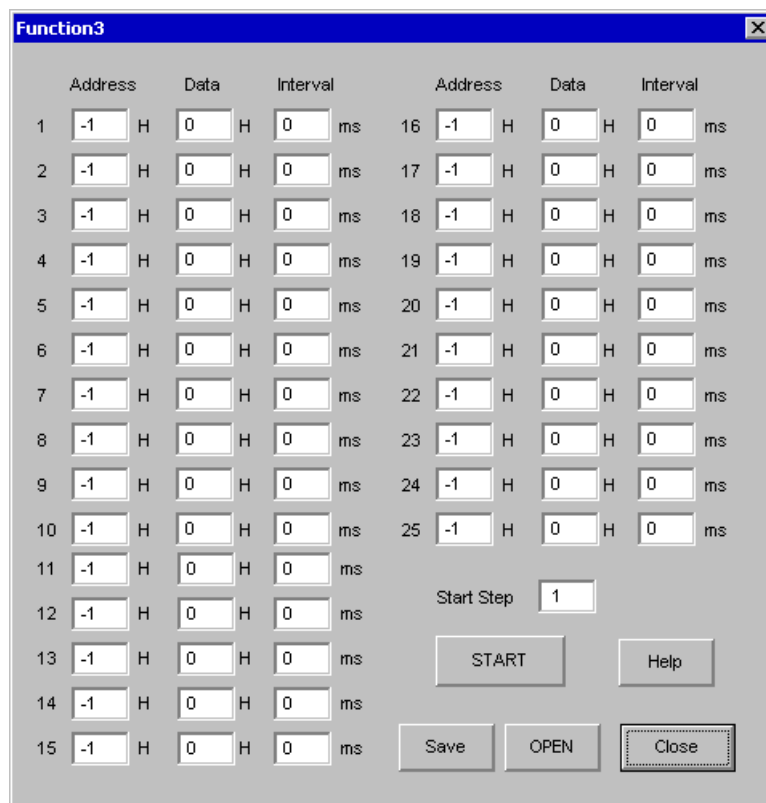 Function3
Address Data Interval Address Data Interval
1 -1 H 0 H 0 ms 16 -1 H 0 H 0 ms
2 -1 H 0 H 0 ms 17 -1 H 0 H 0 ms
3 -1 H 0 H 0 ms 18 -1 H 0 H 0 ms
4 -1 H 0 H 0 ms 19 -1 H 0 H 0 ms
5 -1 H 0 H 0 ms 20 -1 H 0 H 0 ms
6 -1 H 0 H 0 ms 21 -1 H 0 H 0 ms
7 -1 H 0 H 0 ms 22 -1 H 0 H 0 ms
8 -1 H 0 H 0 ms 23 -1 H 0 H 0 ms
9 -1 H 0 H 0 ms 24 -1 H 0 H 0 ms
10 -1 H 0 H 0 ms 25 -1 H 0 H 0 ms
11 -1 H 0 H 0 ms
12 -1 H 0 H 0 ms
13 -1 H 0 H 0 ms
14 -1 H 0 H 0 ms
15 -1 H 0 H 0 ms
Start Step 1
START Help
Save OPEN Close